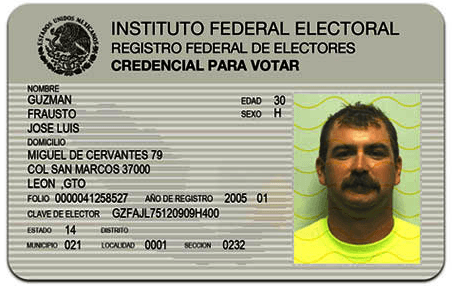 ESTADOS UNIDOS MEXICANOS
INSTITUTO FEDERAL ELECTORAL
REGISTRO FEDERAL DE ELECTORES
CREDENCIAL PARA VOTAR
NOMBRE
GUZMAN EDAD 30
FRAUSTO SEXO H
JOSE LUIS
DOMICILIO
MIGUEL DE CERVANTES 79
COL SAN MARCOS 37000
LEON ,GTO
FOLIO 0000041258527 AÑO DE REGISTRO 2005 01
CLAVE DE ELECTOR GZFAJL75120909H400
ESTADO 14 DISTRITO
MUNICIPIO 021 LOCALIDAD 0001 SECCION 0232